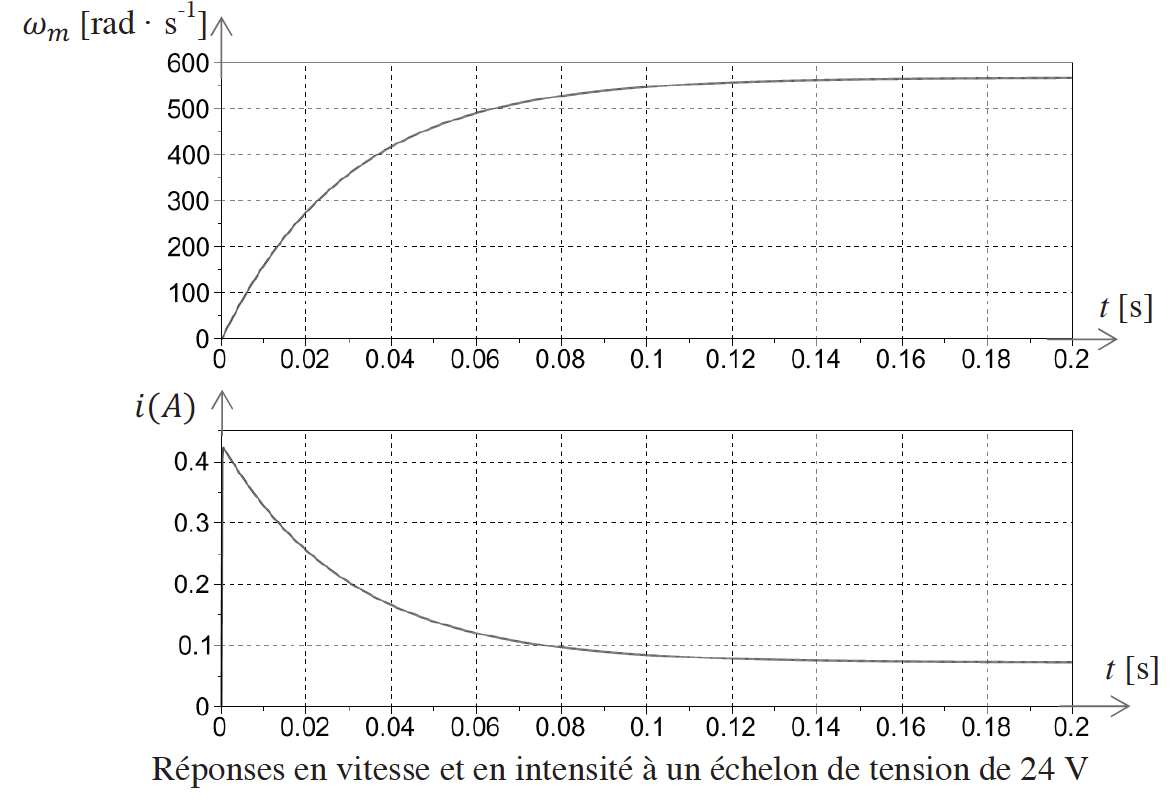 ω𝑚 [rad · s-1]
600
500
400
300
200
100
0
t [s]
0 0.02 0.04 0.06 0.08 0.1 0.12 0.14 0.16 0.18 0.2
i(A)
0.4
0.3
0.2
0.1
0
t [s]
0 0.02 0.04 0.06 0.08 0.1 0.12 0.14 0.16 0.18 0.2
Réponses en vitesse et en intensité à un échelon de tension de 24 V